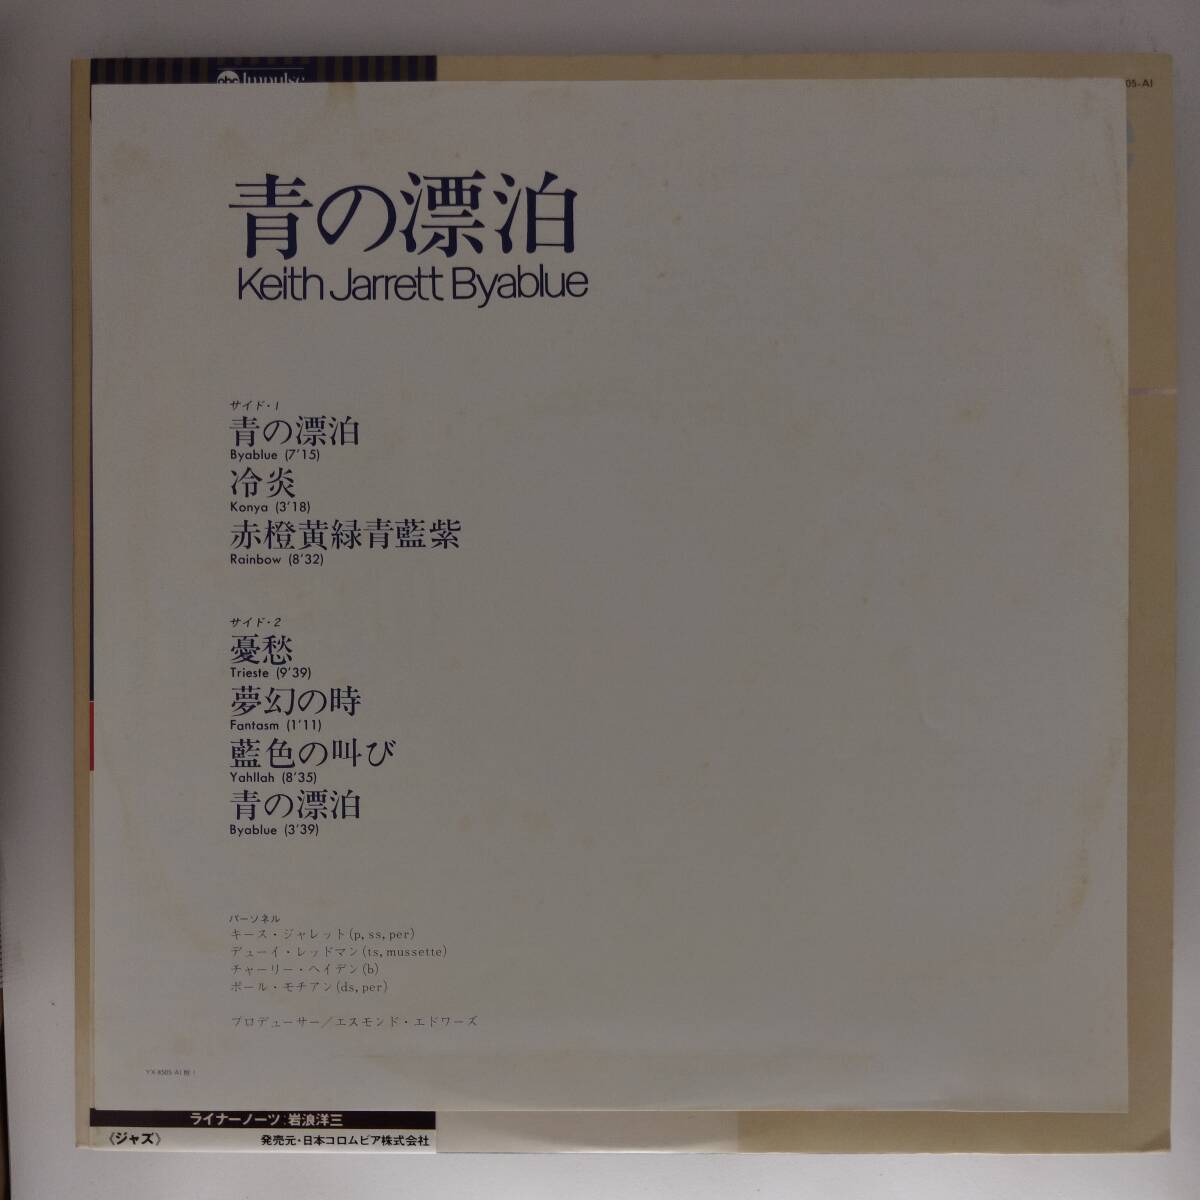 abc Impulse
05-AI
青の漂泊
Keith Jarrett Byablue
サイド・1
青の漂泊
Byablue (7'15)
冷炎
Konya (3'18)
赤橙黄緑青藍紫
Rainbow (8'32)
サイド・2
憂愁
Trieste (9'39)
夢幻の時
Fantasm (1'11)
藍色の叫び
Yahllah (8'35)
青の漂泊
Byablue (3'39)
パーソネル
キース・ジャレット(p, ss, per)
デューイ・レッドマン(ts, mussette)
チャーリー・ヘイデン(b)
ポール・モチアン(ds, per)
プロデューサー／エスモンド・エドワーズ
YX-8505-AI
ライナーノーツ:岩浪洋三
《ジャズ》
発売元・日本コロムビア株式会社